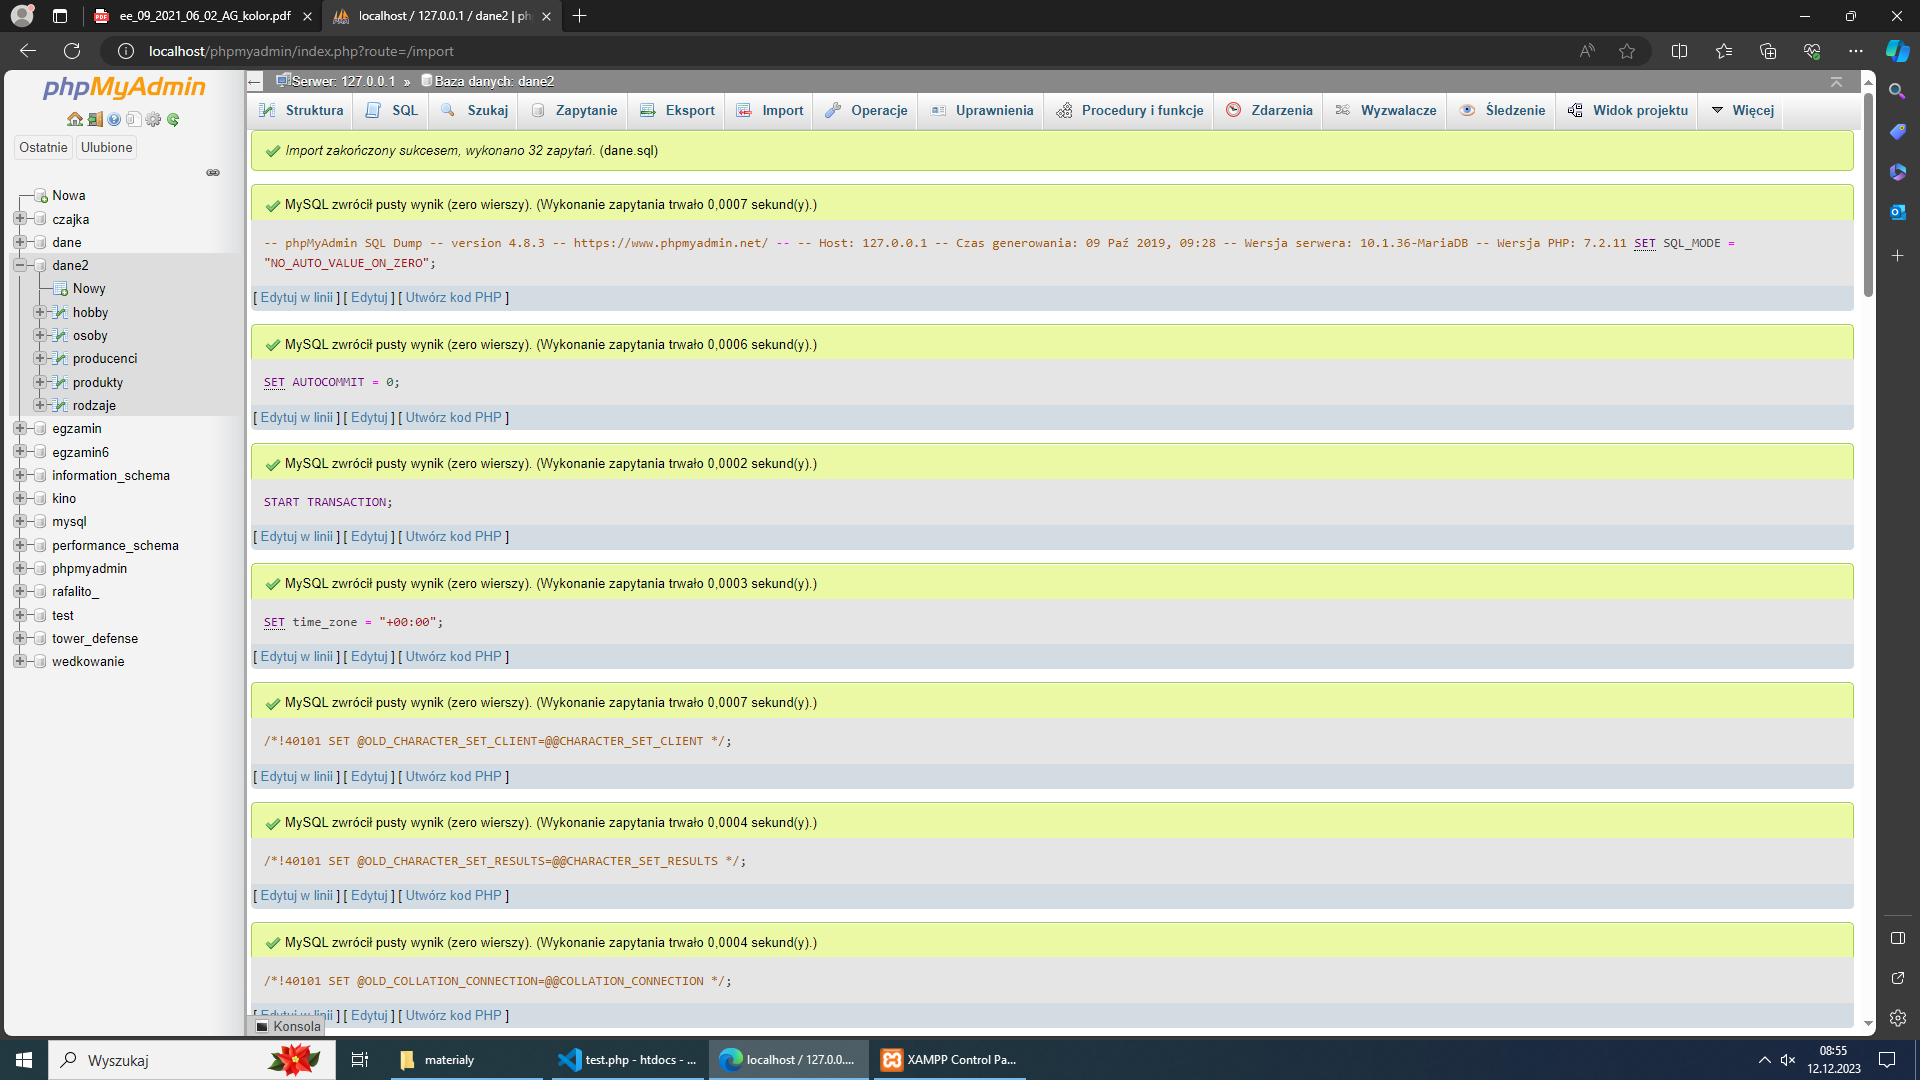 ee_09_2021_06_02_AG_kolor.pdf
localhost / 127.0.0.1 / dane2 | ph
localhost/phpmyadmin/index.php?route=/import
phpMyAdmin
Ostatnie
Ulubione
Nowa
czajka
dane
dane2
Nowy
hobby
osoby
producenci
produkty
rodzaje
egzamin
egzamin6
information_schema
kino
mysql
performance_schema
phpmyadmin
rafalito_
test
tower_defense
wedkowanie
Serwer: 127.0.0.1 » Baza danych: dane2
Struktura SQL Szukaj Zapytanie Eksport Import Operacje Uprawnienia Procedury i funkcje Zdarzenia Wyzwalacze Śledzenie Widok projektu Więcej
Import zakończony sukcesem, wykonano 32 zapytań. (dane.sql)
MySQL zwrócił pusty wynik (zero wierszy). (Wykonanie zapytania trwało 0,0007 sekund(y).)
-- phpMyAdmin SQL Dump -- version 4.8.3 -- https://www.phpmyadmin.net/ -- -- Host: 127.0.0.1 -- Czas generowania: 09 Paź 2019, 09:28 -- Wersja serwera: 10.1.36-MariaDB -- Wersja PHP: 7.2.11 SET SQL_MODE =
"NO_AUTO_VALUE_ON_ZERO";
[ Edytuj w linii ] [ Edytuj ] [ Utwórz kod PHP ]
MySQL zwrócił pusty wynik (zero wierszy). (Wykonanie zapytania trwało 0,0006 sekund(y).)
SET AUTOCOMMIT = 0;
[ Edytuj w linii ] [ Edytuj ] [ Utwórz kod PHP ]
MySQL zwrócił pusty wynik (zero wierszy). (Wykonanie zapytania trwało 0,0002 sekund(y).)
START TRANSACTION;
[ Edytuj w linii ] [ Edytuj ] [ Utwórz kod PHP ]
MySQL zwrócił pusty wynik (zero wierszy). (Wykonanie zapytania trwało 0,0003 sekund(y).)
SET time_zone = "+00:00";
[ Edytuj w linii ] [ Edytuj ] [ Utwórz kod PHP ]
MySQL zwrócił pusty wynik (zero wierszy). (Wykonanie zapytania trwało 0,0007 sekund(y).)
/*!40101 SET @OLD_CHARACTER_SET_CLIENT=@@CHARACTER_SET_CLIENT */;
[ Edytuj w linii ] [ Edytuj ] [ Utwórz kod PHP ]
MySQL zwrócił pusty wynik (zero wierszy). (Wykonanie zapytania trwało 0,0004 sekund(y).)
/*!40101 SET @OLD_CHARACTER_SET_RESULTS=@@CHARACTER_SET_RESULTS */;
[ Edytuj w linii ] [ Edytuj ] [ Utwórz kod PHP ]
MySQL zwrócił pusty wynik (zero wierszy). (Wykonanie zapytania trwało 0,0004 sekund(y).)
/*!40101 SET @OLD_COLLATION_CONNECTION=@@COLLATION_CONNECTION */;
[ Edytuj w linii ] [ Edytuj ] [ Utwórz kod PHP ]
Konsola
Wyszukaj
materialy
test.php - htdocs - ...
localhost / 127.0.0....
XAMPP Control Pa...
08:55
12.12.2023